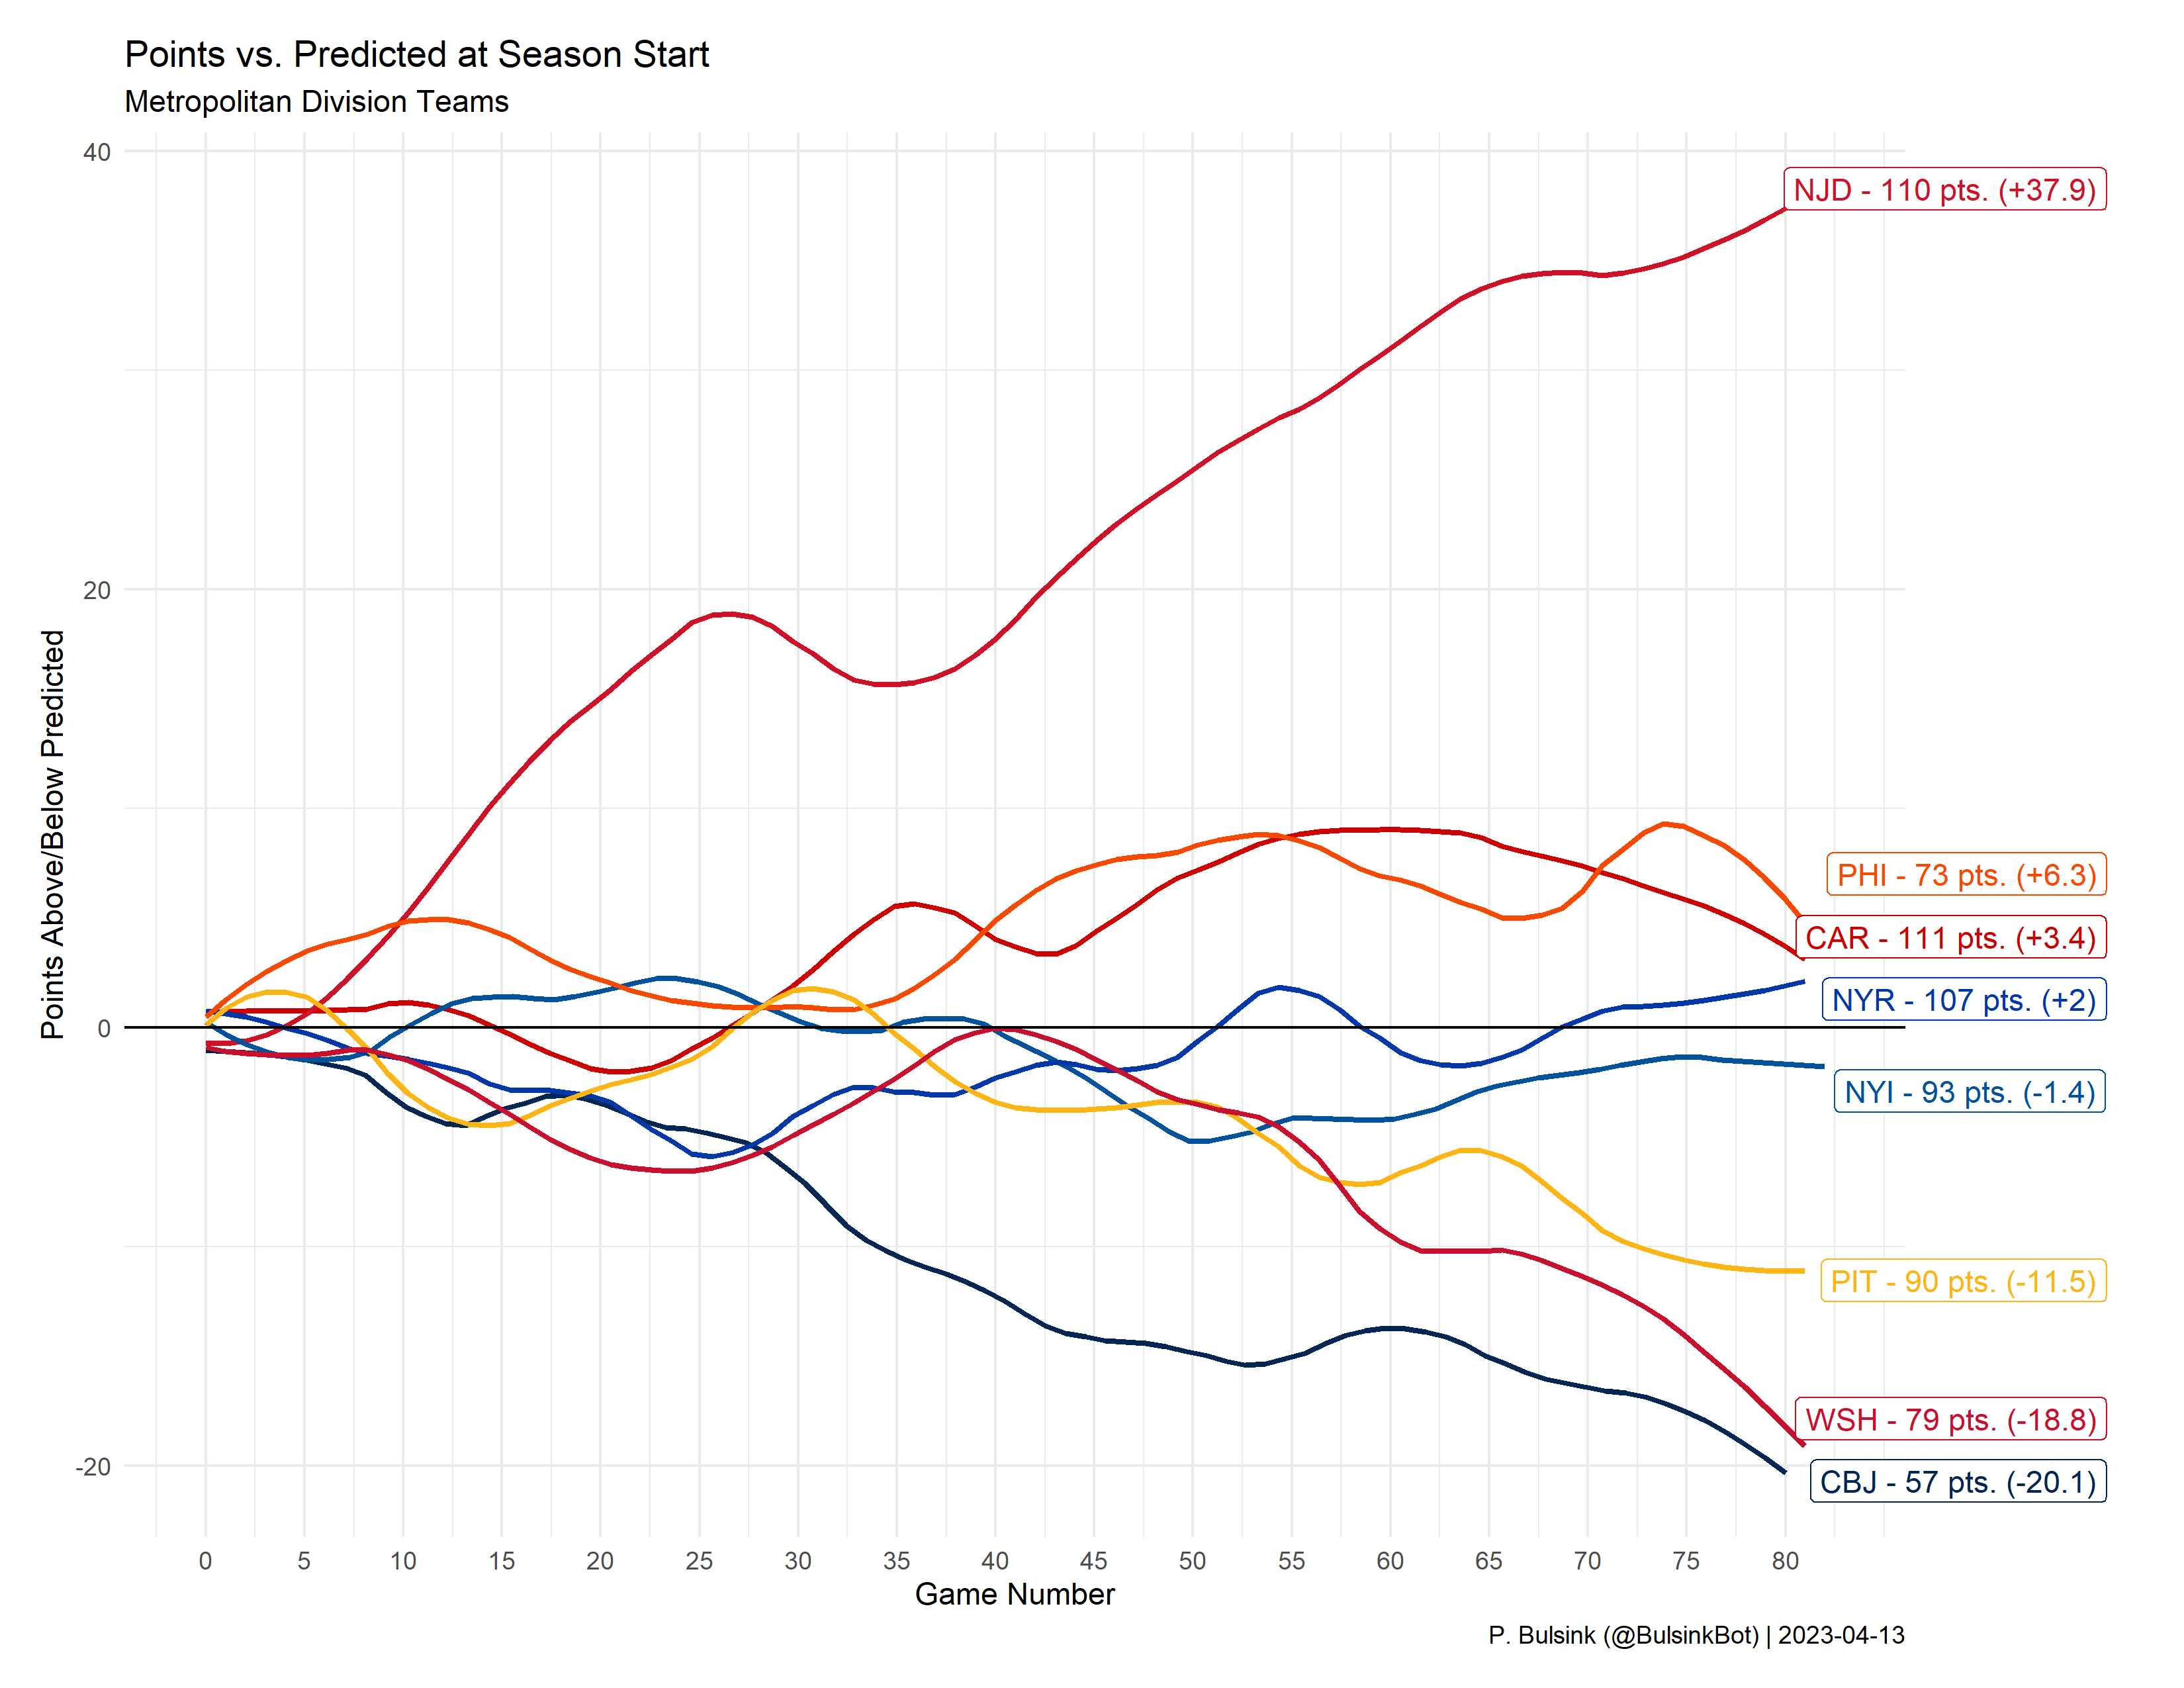 Points vs. Predicted at Season Start
Metropolitan Division Teams
Points Above/Below Predicted
40
20
0
-20
NJD - 110 pts. (+37.9)
PHI - 73 pts. (+6.3)
CAR - 111 pts. (+3.4)
NYR - 107 pts. (+2)
NYI - 93 pts. (-1.4)
PIT - 90 pts. (-11.5)
WSH - 79 pts. (-18.8)
CBJ - 57 pts. (-20.1)
0 5 10 15 20 25 30 35 40 45 50 55 60 65 70 75 80
Game Number
P. Bulsink (@BulsinkBot) | 2023-04-13